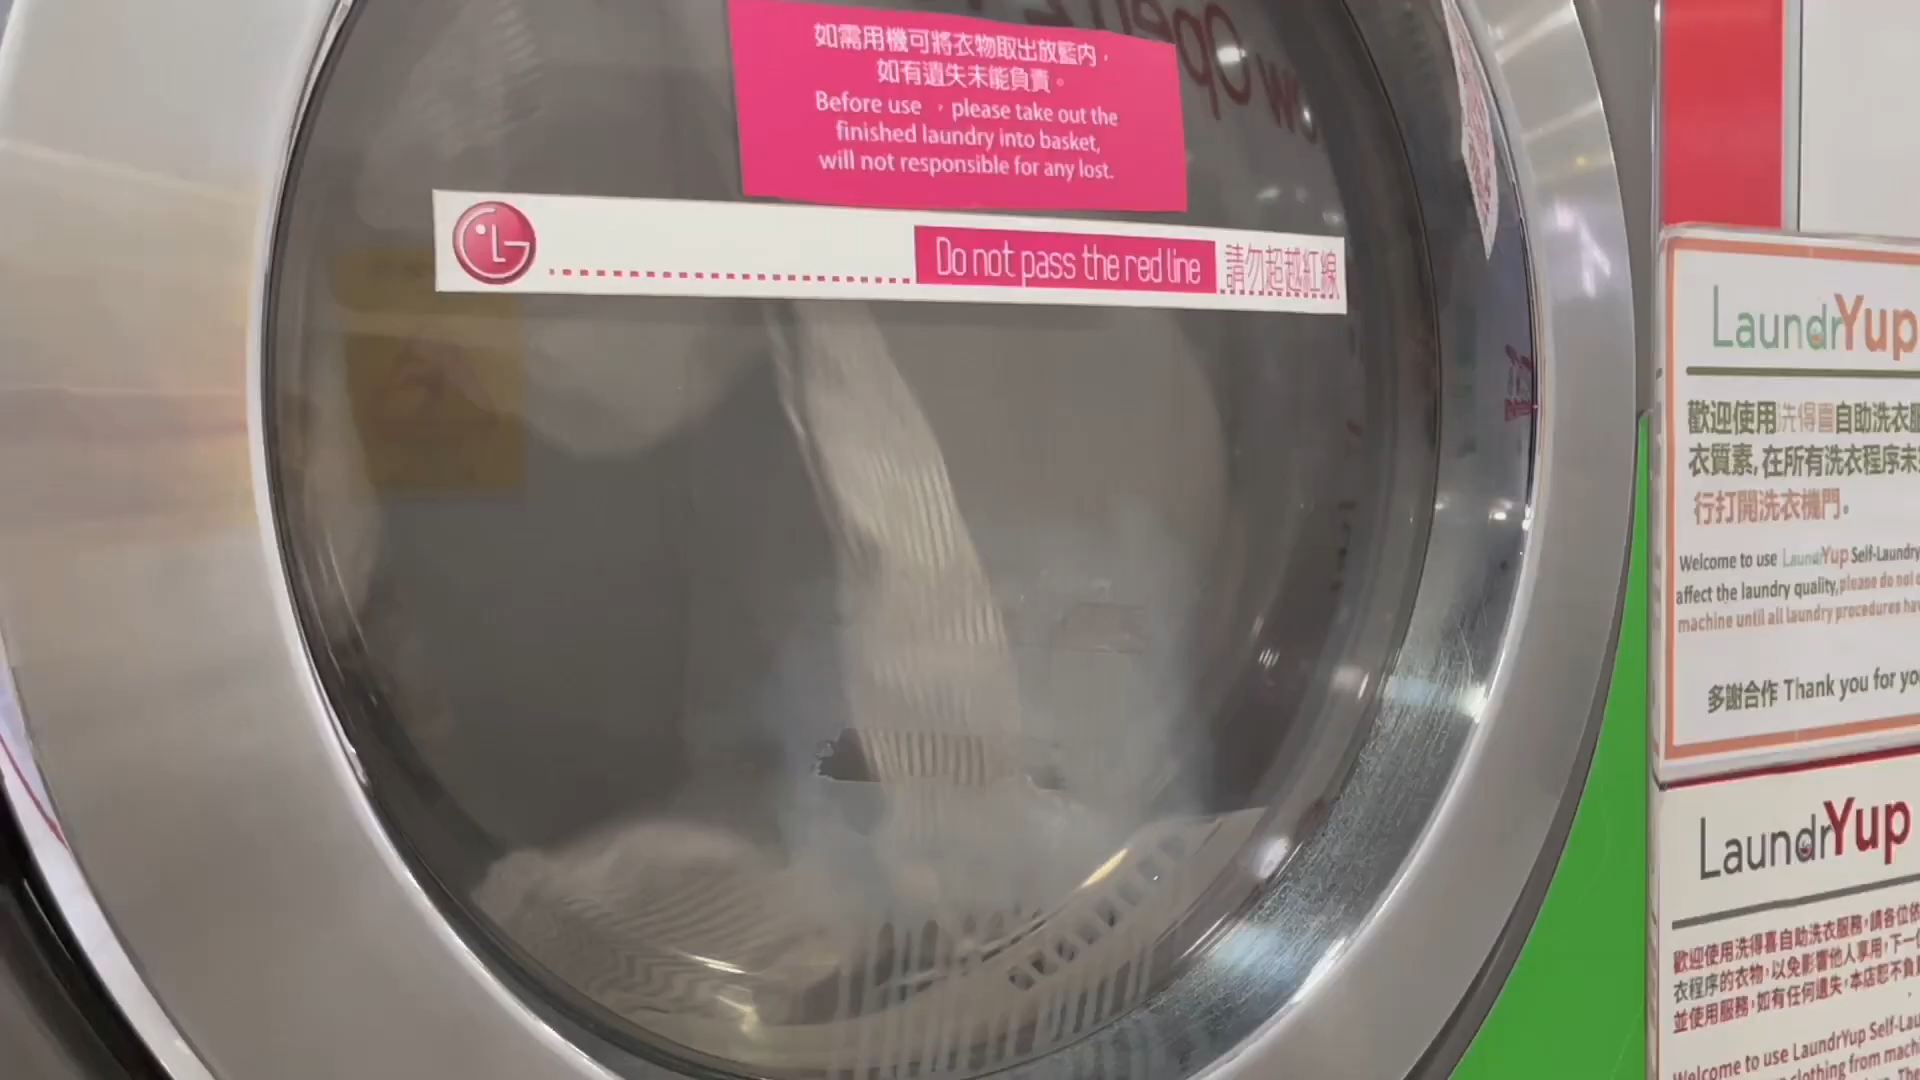 如需用機可將衣物取出放籃內，
如有遺失未能負責。
Before use ，please take out the
finished laundry into basket,
will not responsible for any lost.
LG
Do not pass the red line 請勿超越紅線
LaundrYup
歡迎使用洗得喜自助洗衣服
衣質素,在所有洗衣程序未
行打開洗衣機門。
Welcome to use LaundrYup Self-Laundry
affect the laundry quality,please do not
machine until all laundry procedures
多謝合作 Thank you for
LaundrYup
歡迎使用洗得喜自助洗衣服務,請各位
衣程序的衣物,以免影響他人享用,下一
並使用服務,如有任何遺失,本店恕不負
Welcome to use LaundrYup
clothing from